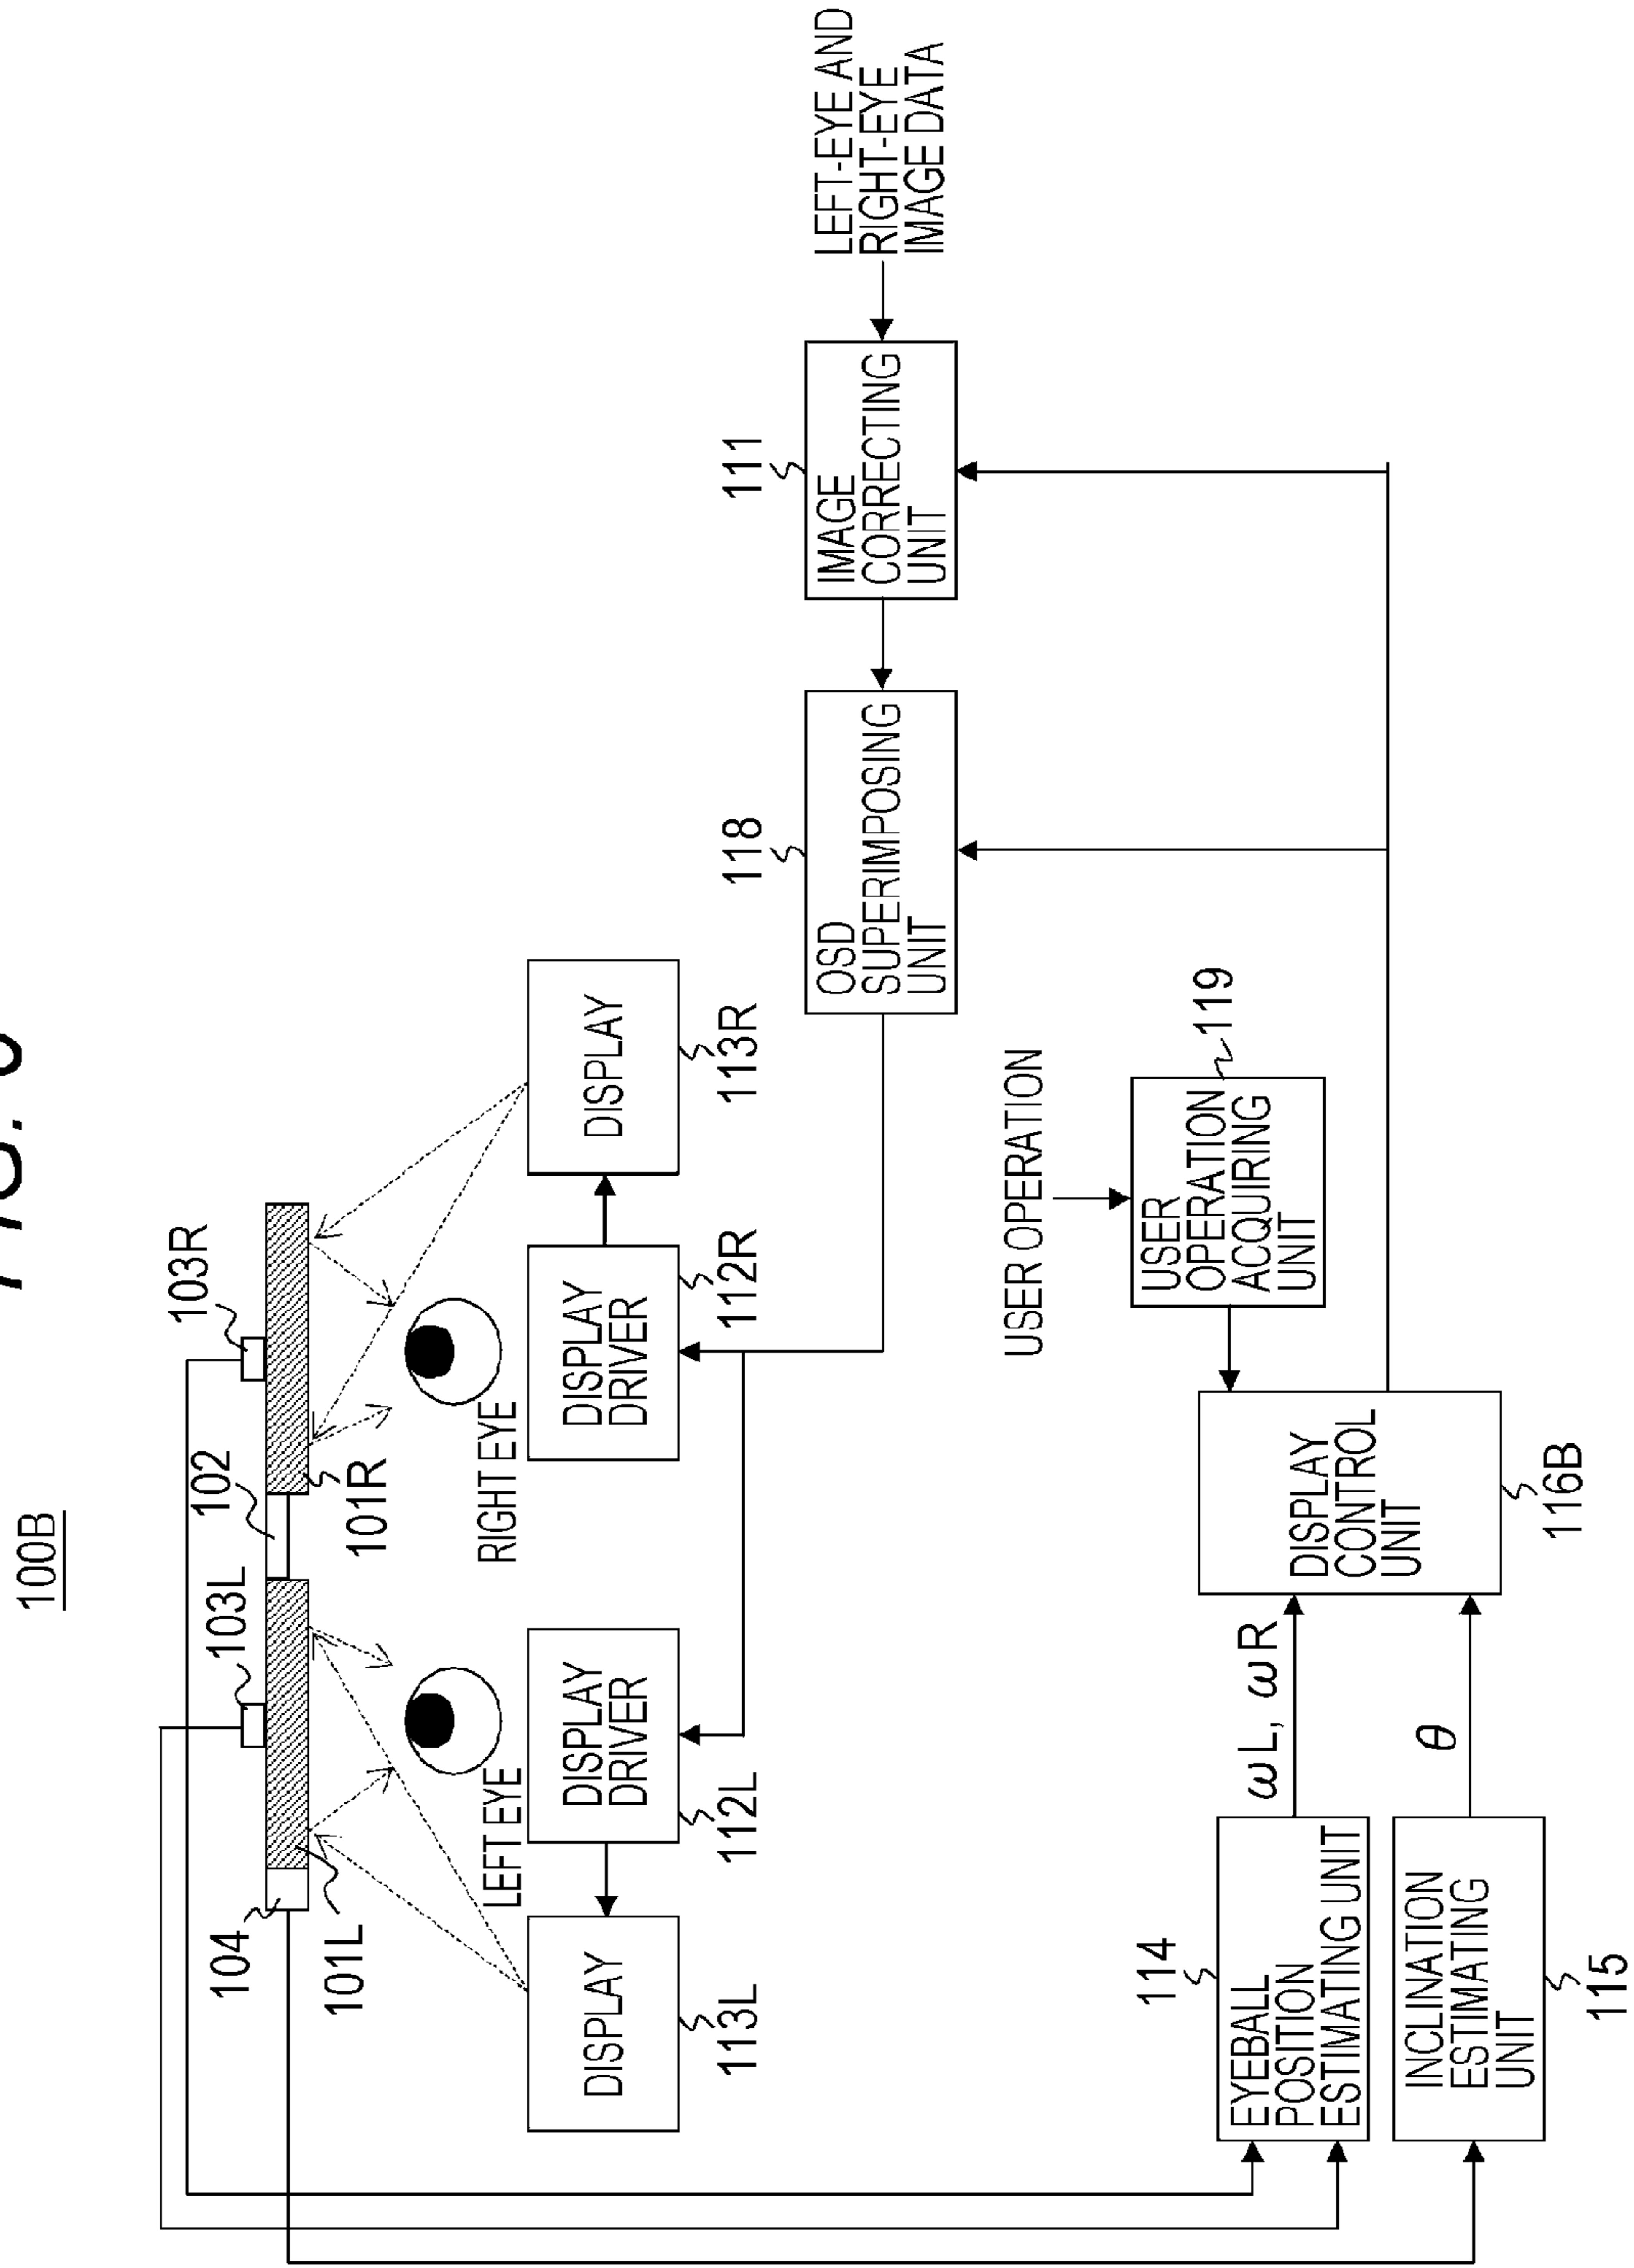 100B
103R
103L
102
104
101L
101R
LEFT EYE
RIGHT EYE
DISPLAY
113L
DISPLAY
DRIVER
112L
DISPLAY
DRIVER
112R
DISPLAY
113R
118
OSD
SUPERIMPOSING
UNIT
111
IMAGE
CORRECTING
UNIT
LEFT-EYE AND
RIGHT-EYE
IMAGE DATA
USER OPERATION
USER
OPERATION
ACQUIRING
UNIT
119
114
EYEBALL
POSITION
ESTIMATING UNIT
ωL, ωR
DISPLAY
CONTROL
UNIT
116B
INCLINATION
ESTIMATING
UNIT
115
θ